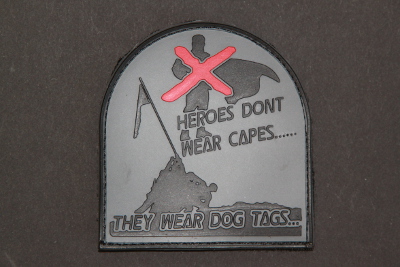 HEROES DONT
WEAR CAPES......
THEY WEAR DOG TAGS...